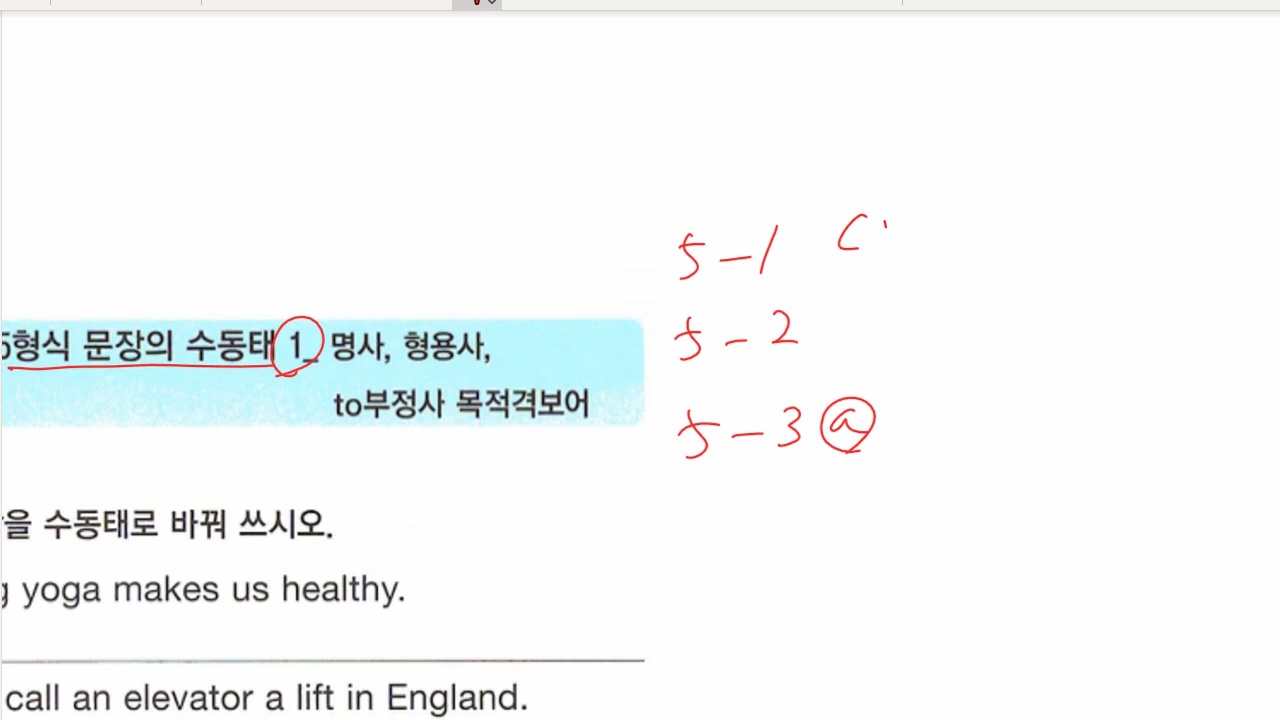 5형식 문장의 수동태 1_ 명사, 형용사,
to부정사 목적격보어
을 수동태로 바꿔 쓰시오.
yoga makes us healthy.
call an elevator a lift in England.
5-1 C
5-2
5-3 ⓐ